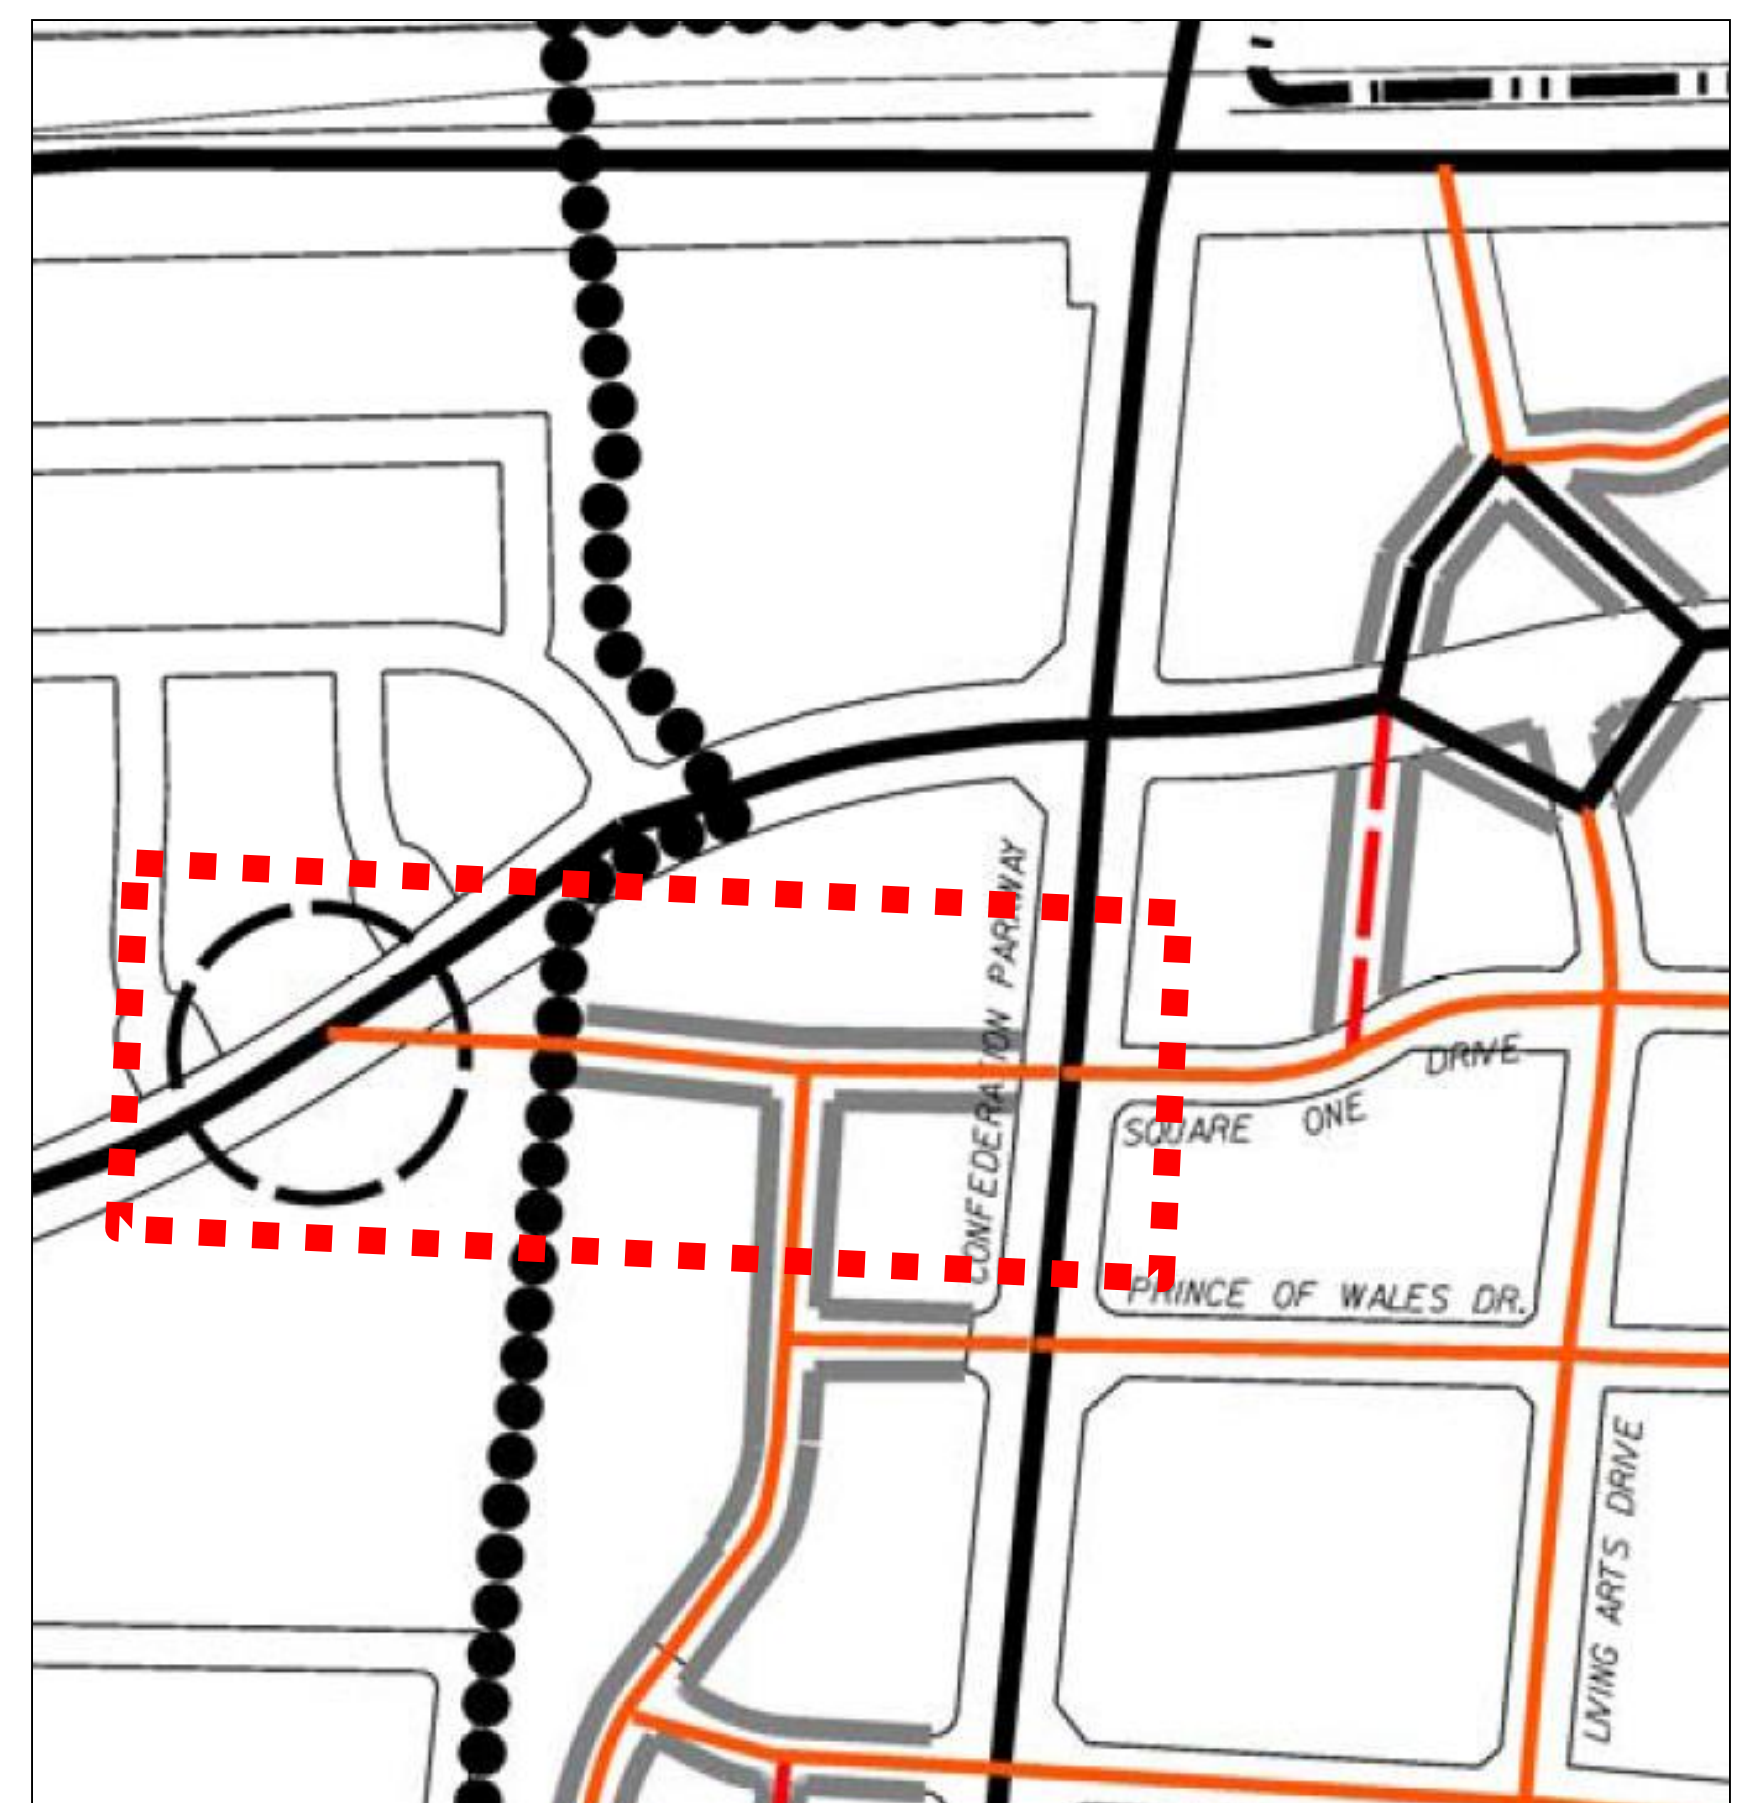 CONFEDERATION PARKWAY
DRIVE
SQUARE ONE
PRINCE OF WALES DR.
LIVING ARTS DRIVE